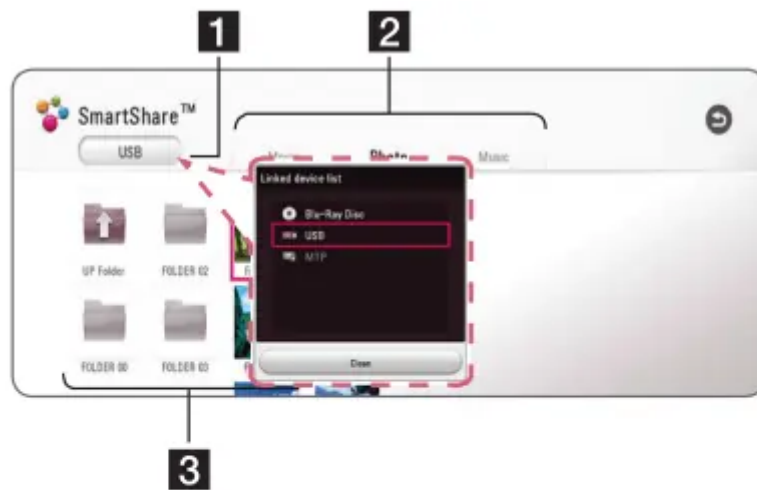 1
2
SmartShare™
USB
Movie
Photo
Music
Linked device list
Blu-Ray Disc
USB
MTP
UP Folder
FOLDER 02
FOLDER 00
FOLDER 03
Close
3